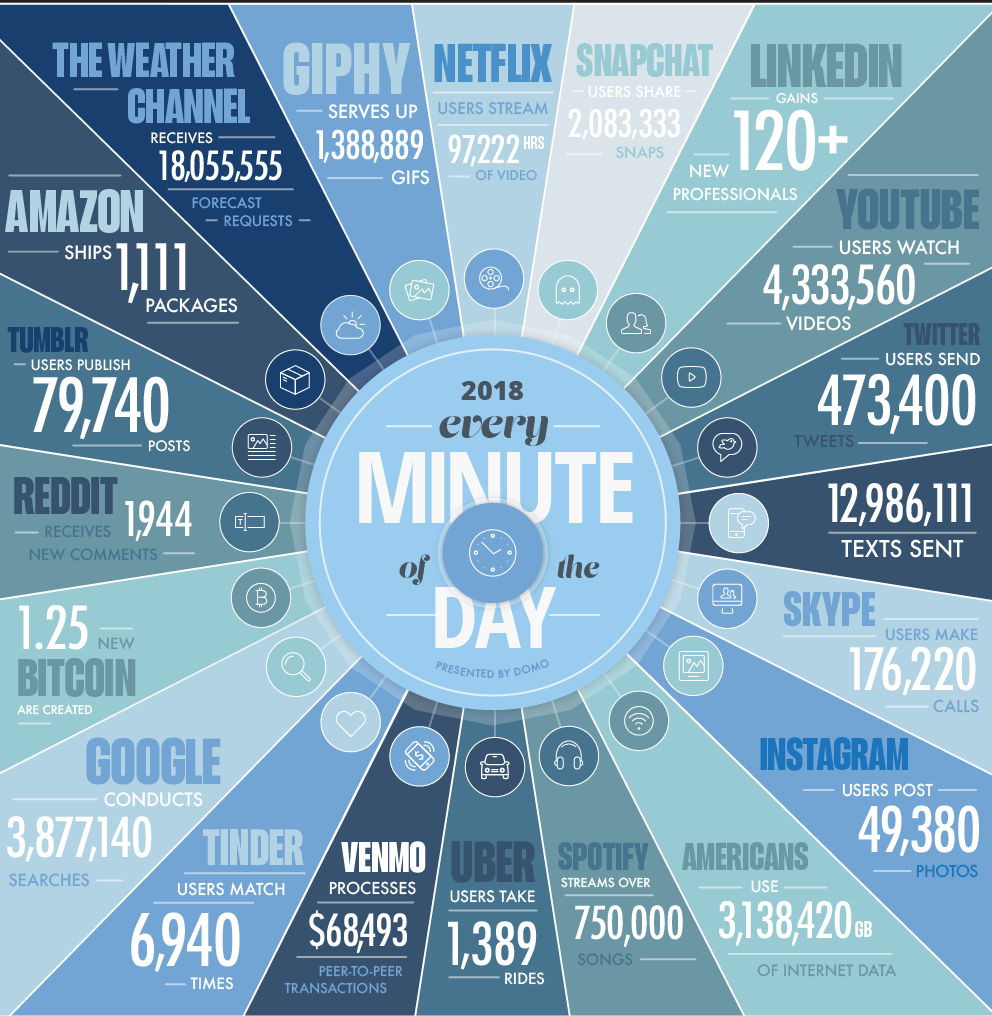 2018
every
MINUTE
of the
DAY
PRESENTED BY DOMO
THE WEATHER
CHANNEL
RECEIVES
18,055,555
FORECAST
REQUESTS
GIPHY
SERVES UP
1,388,889
GIFS
NETFLIX
USERS STREAM
97,222 HRS
OF VIDEO
SNAPCHAT
USERS SHARE
2,083,333
SNAPS
LINKEDIN
GAINS
120+
NEW
PROFESSIONALS
YOUTUBE
USERS WATCH
4,333,560
VIDEOS
TWITTER
USERS SEND
473,400
TWEETS
12,986,111
TEXTS SENT
SKYPE
USERS MAKE
176,220
CALLS
INSTAGRAM
USERS POST
49,380
PHOTOS
AMERICANS
USE
3,138,420 GB
OF INTERNET DATA
SPOTIFY
STREAMS OVER
750,000
SONGS
UBER
USERS TAKE
1,389
RIDES
VENMO
PROCESSES
$68,493
PEER-TO-PEER
TRANSACTIONS
TINDER
USERS MATCH
6,940
TIMES
GOOGLE
CONDUCTS
3,877,140
SEARCHES
1.25 NEW
BITCOIN
ARE CREATED
REDDIT
RECEIVES 1,944
NEW COMMENTS
TUMBLR
USERS PUBLISH
79,740
POSTS
AMAZON
SHIPS 1,111
PACKAGES